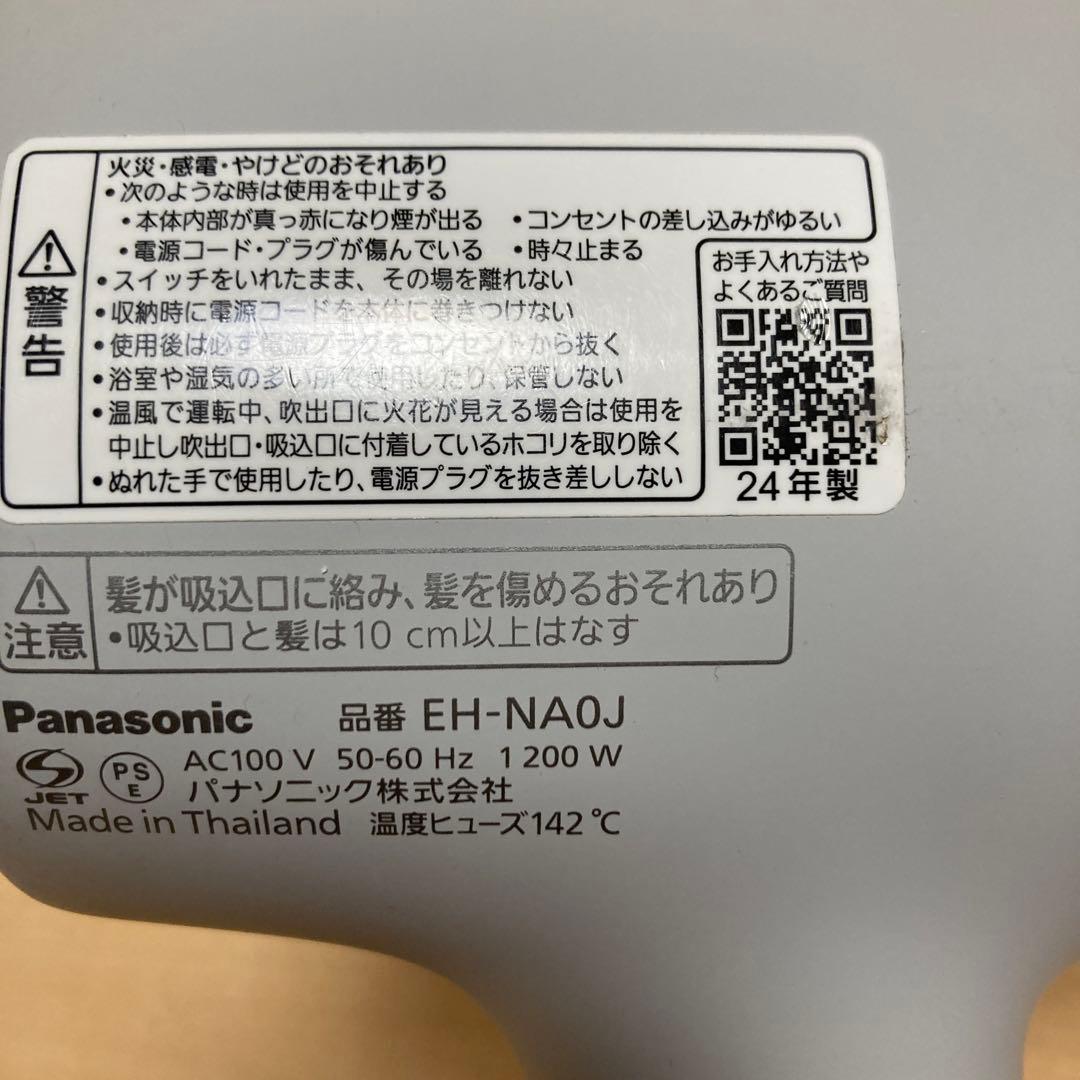 警告
火災・感電・やけどのおそれあり
•次のような時は使用を中止する
•本体内部が真っ赤になり煙が出る •コンセントの差し込みがゆるい
•電源コード・プラグが傷んでいる •時々止まる
•スイッチをいれたまま、その場を離れない
•収納時に電源コードを本体に巻きつけない
•使用後は必ず電源プラグをコンセントから抜く
•浴室や湿気の多い所で使用したり、保管しない
•温風で運転中、吹出口に火花が見える場合は使用を
中止し吹出口・吸込口に付着しているホコリを取り除く
•ぬれた手で使用したり、電源プラグを抜き差ししない
お手入れ方法や
よくあるご質問
24年製
注意
髪が吸込口に絡み、髪を傷めるおそれあり
•吸込口と髪は10 cm以上はなす
Panasonic 品番 EH-NA0J
JET PSE AC100 V 50-60 Hz 1 200 W
パナソニック株式会社
Made in Thailand 温度ヒューズ142 ℃